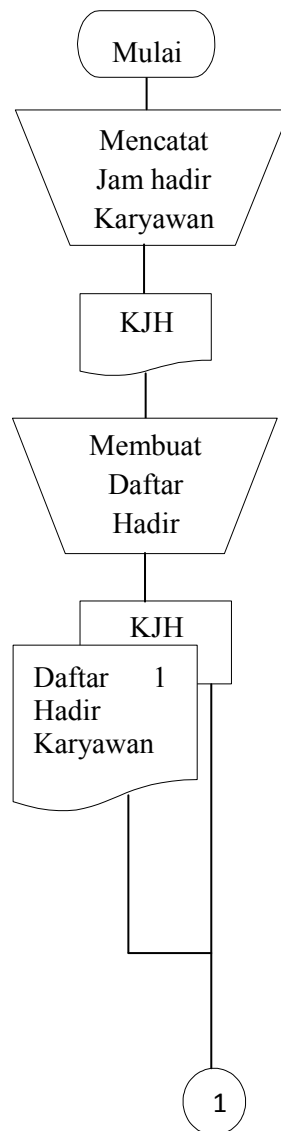 Mulai
Mencatat
Jam hadir
Karyawan
KJH
Membuat
Daftar
Hadir
KJH
Daftar 1
Hadir
Karyawan
1